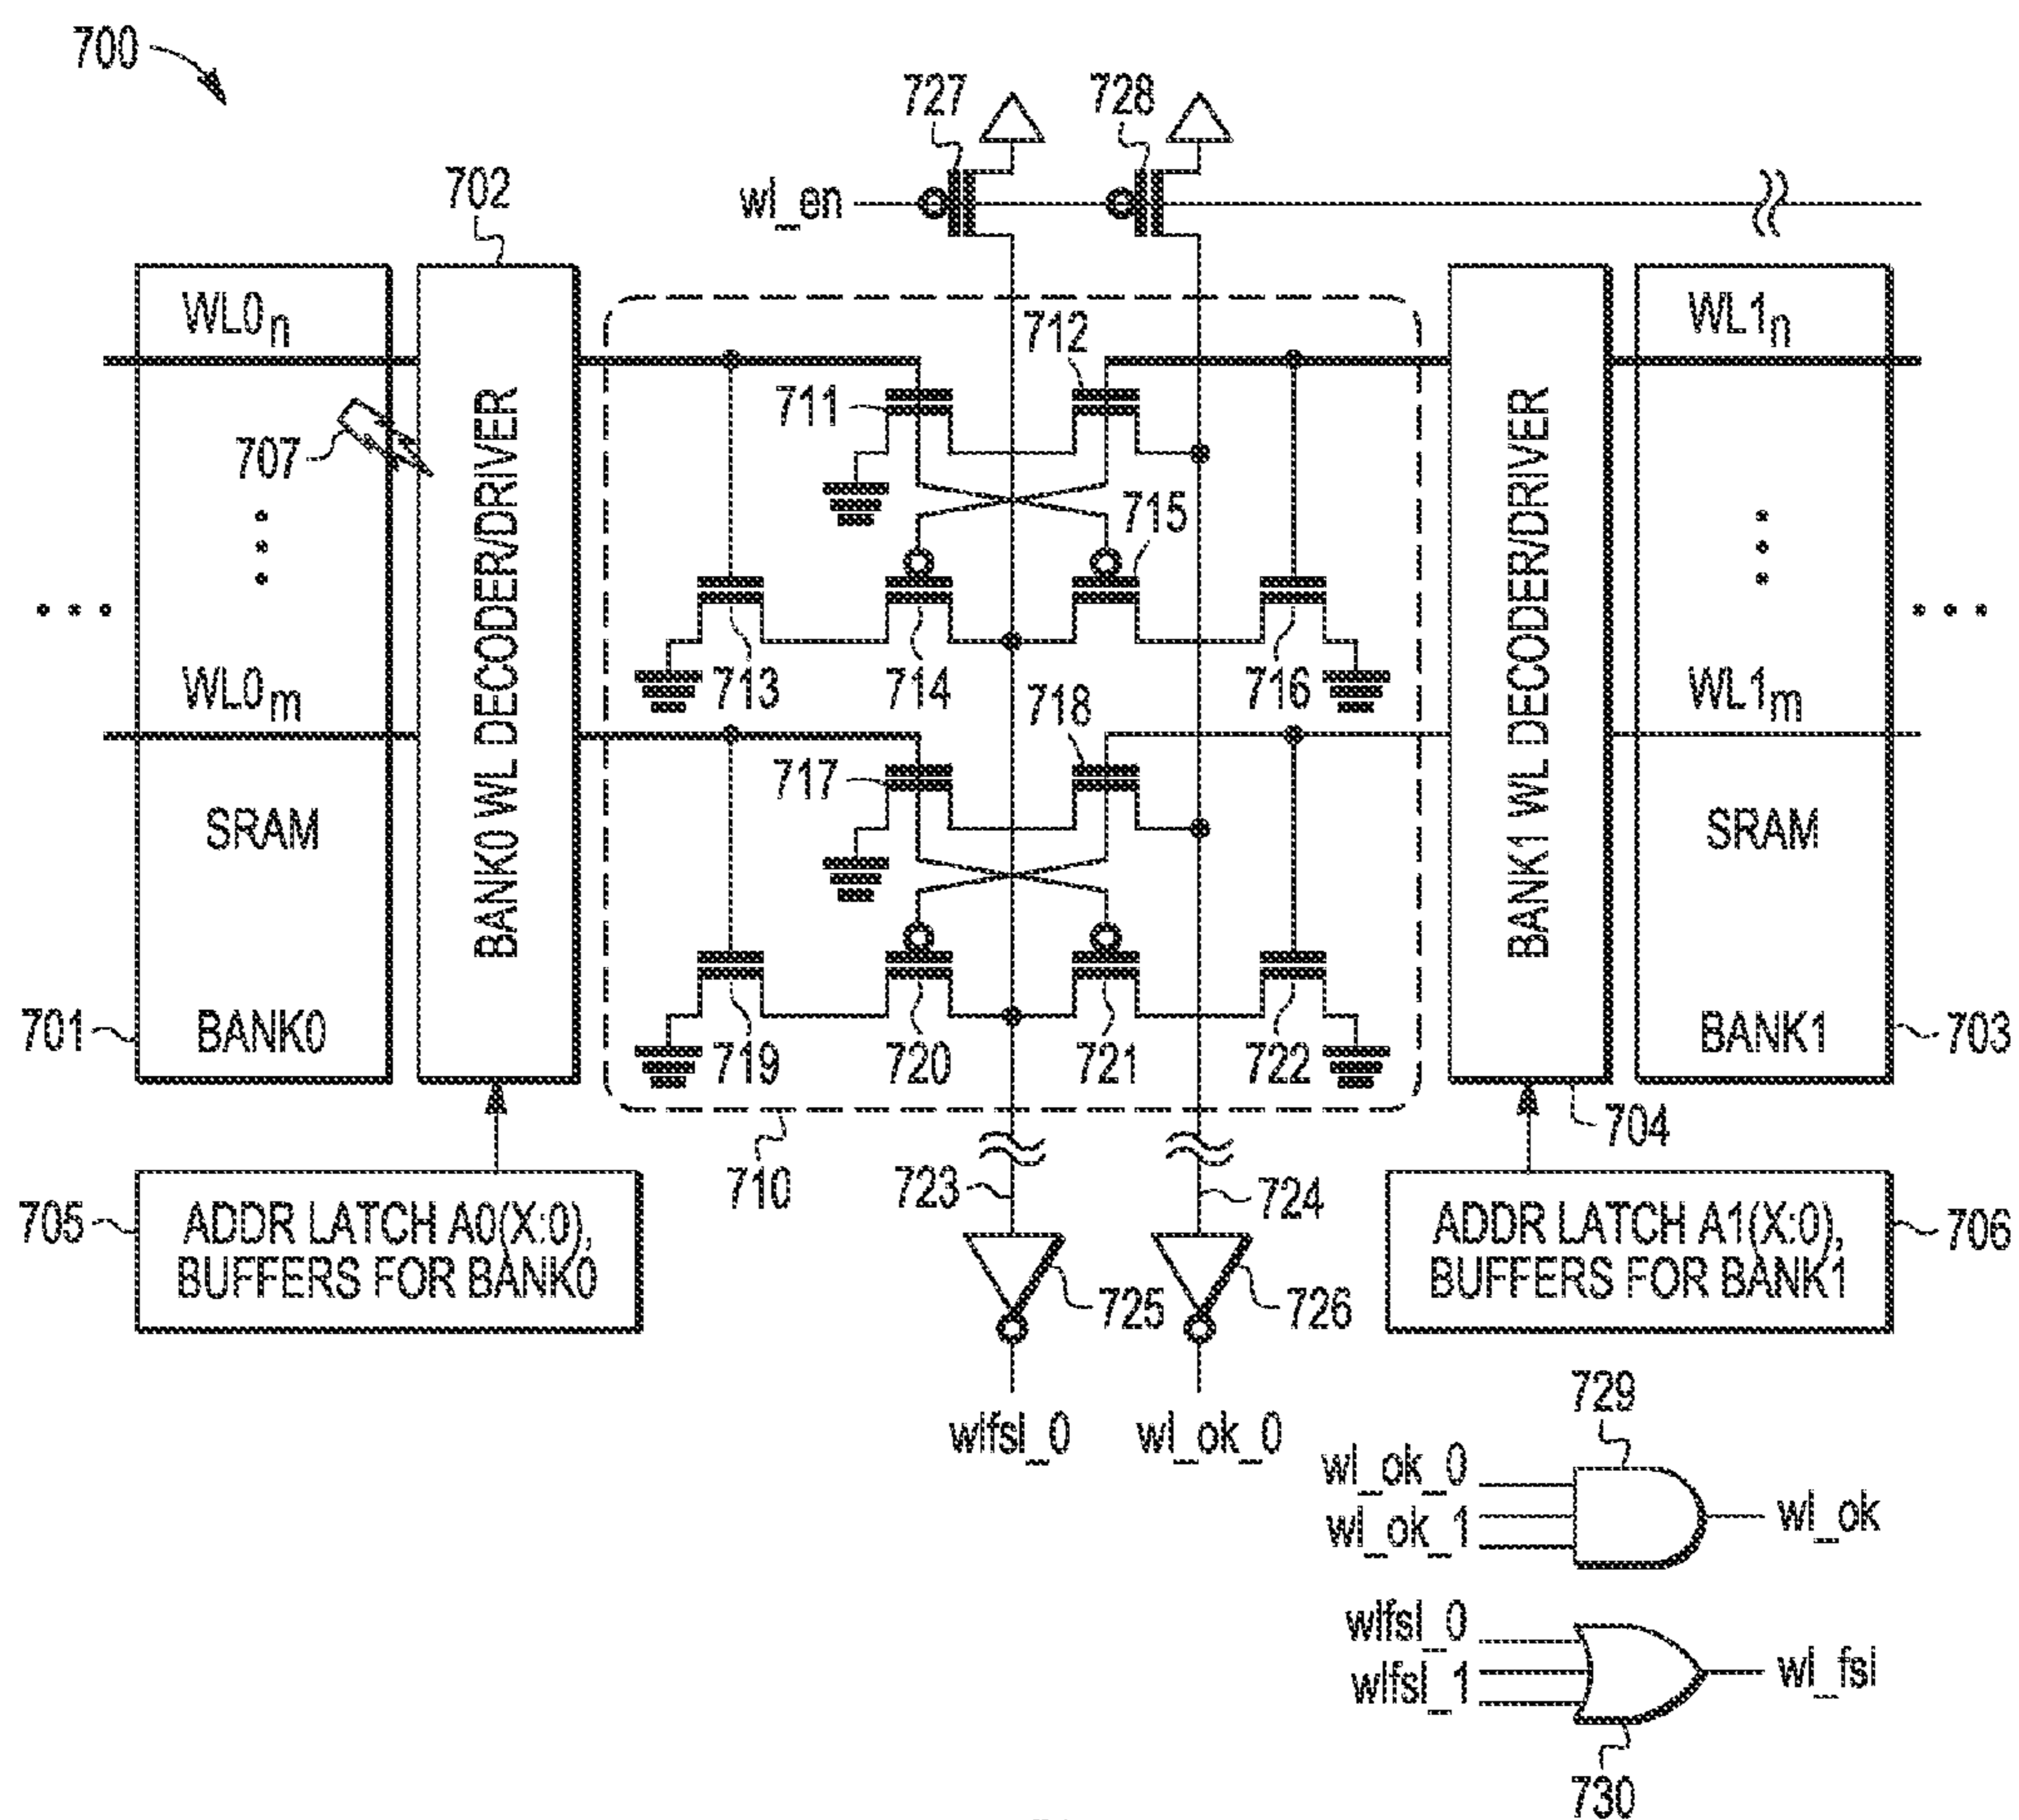 700
727
728
wl_en
702
WL0n
WL1n
712
711
707
715
BANK0 WL DECODER/DRIVER
BANK1 WL DECODER/DRIVER
WL0m
713
714
716
WL1m
718
717
SRAM
SRAM
701
BANK0
719
720
721
722
BANK1
703
704
710
705
ADDR LATCH A0(X:0),
BUFFERS FOR BANK0
723
724
ADDR LATCH A1(X:0),
BUFFERS FOR BANK1
706
725
726
wlfsl_0
wl_ok_0
729
wl_ok_0
wl_ok_1
wl_ok
wlfsl_0
wlfsl_1
wl_fsl
730